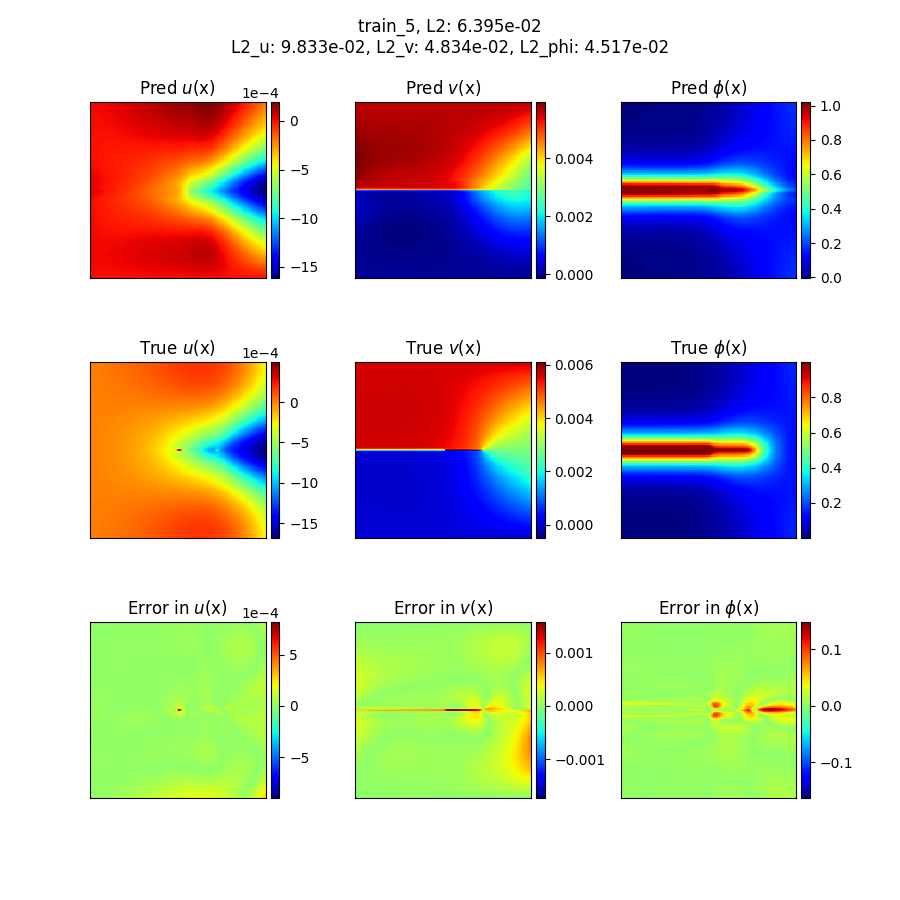 train_5, L2: 6.395e-02
L2_u: 9.833e-02, L2_v: 4.834e-02, L2_phi: 4.517e-02
Pred u(x)
1e−4
0
−5
−10
−15
Pred v(x)
0.004
0.002
0.000
Pred ϕ(x)
1.0
0.8
0.6
0.4
0.2
0.0
True u(x)
1e−4
0
−5
−10
−15
True v(x)
0.006
0.004
0.002
0.000
True ϕ(x)
0.8
0.6
0.4
0.2
Error in u(x)
1e−4
5
0
−5
Error in v(x)
0.001
0.000
−0.001
Error in ϕ(x)
0.1
0.0
−0.1